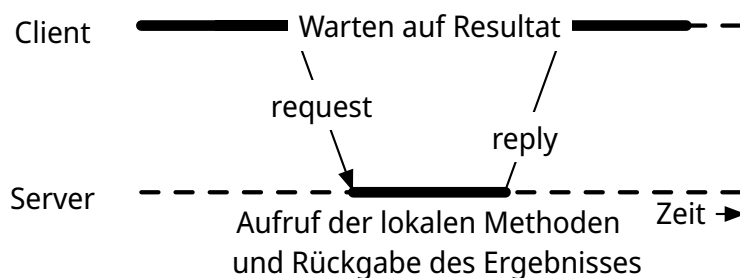 Client
Warten auf Resultat
request
reply
Server
Zeit
Aufruf der lokalen Methoden
und Rückgabe des Ergebnisses